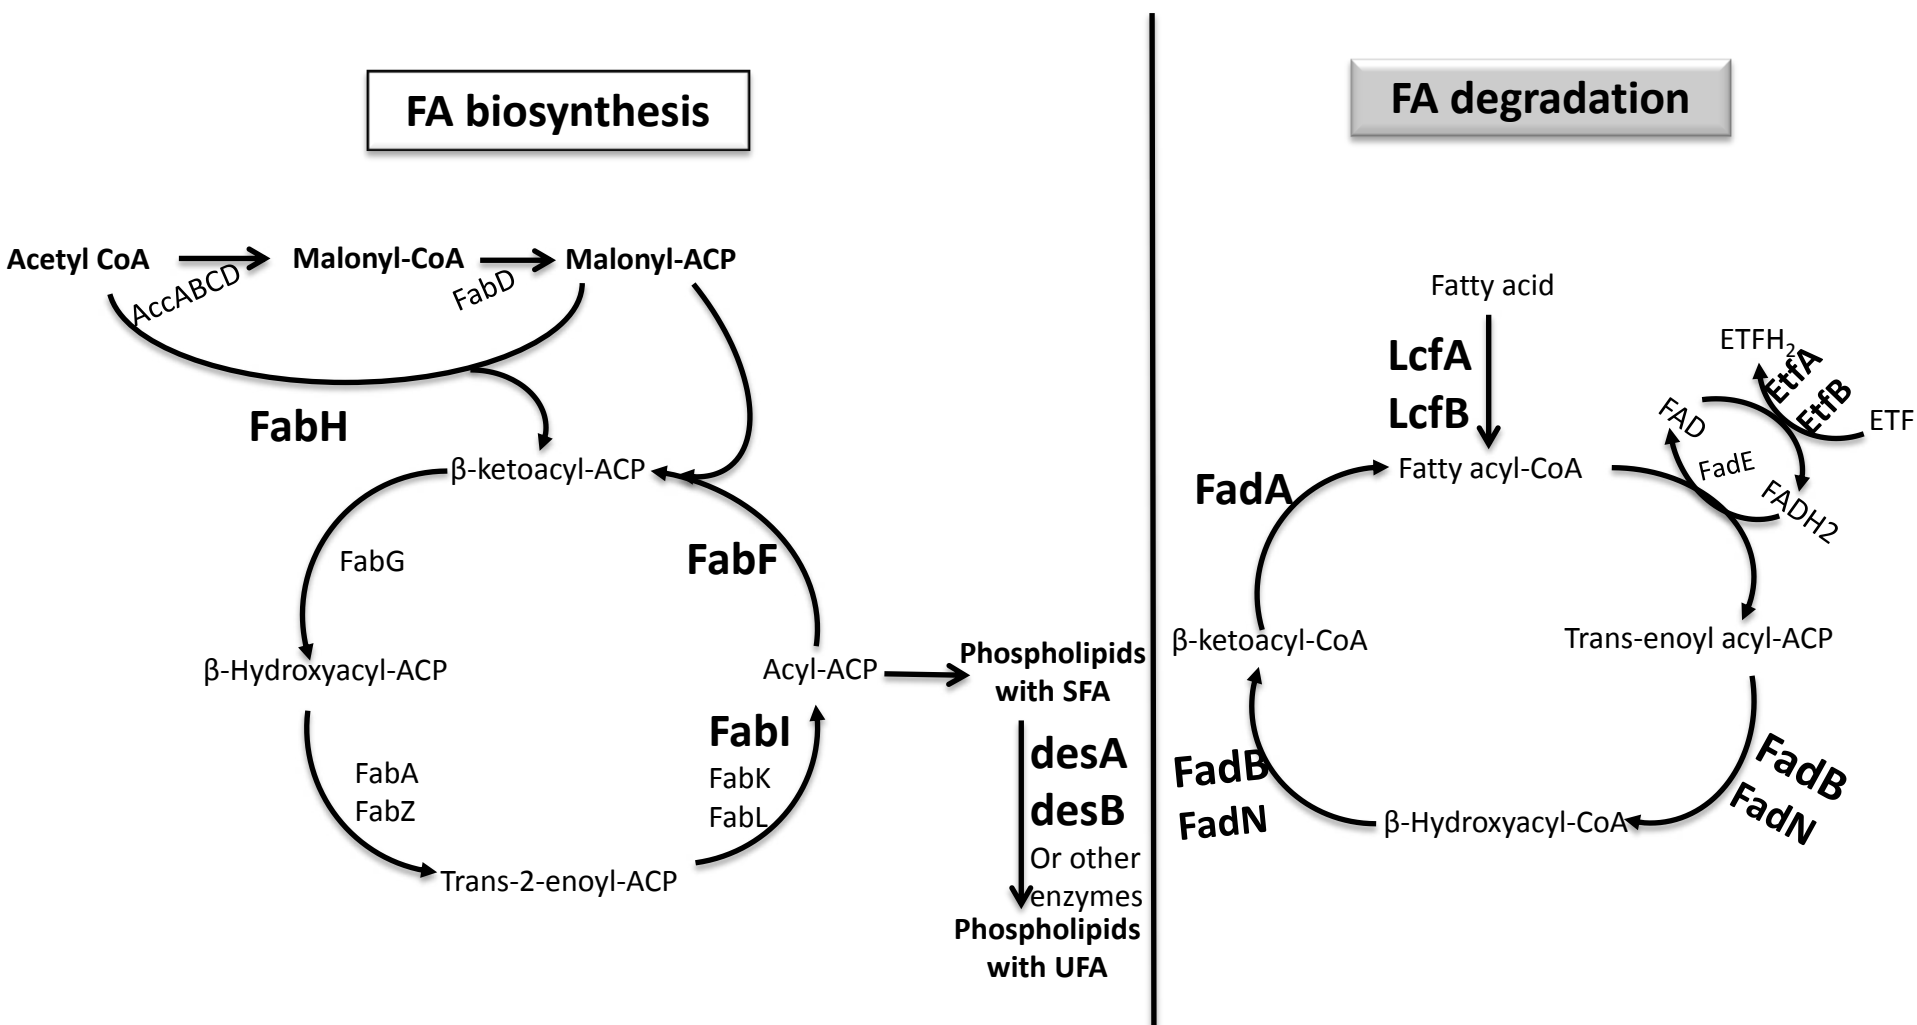 FA biosynthesis
Acetyl CoA
AccABCD
Malonyl-CoA
FabD
Malonyl-ACP
FabH
β-ketoacyl-ACP
FabG
FabF
β-Hydroxyacyl-ACP
Acyl-ACP
Phospholipids
with SFA
FabA
FabZ
FabI
FabK
FabL
Trans-2-enoyl-ACP
desA
desB
Or other
enzymes
Phospholipids
with UFA
FA degradation
Fatty acid
LcfA
LcfB
Fatty acyl-CoA
ETFH2
EtfA
EtfB
ETF
FAD
FadE
FADH2
FadA
β-ketoacyl-CoA
Trans-enoyl acyl-ACP
FadB
FadN
β-Hydroxyacyl-CoA
FadB
FadN